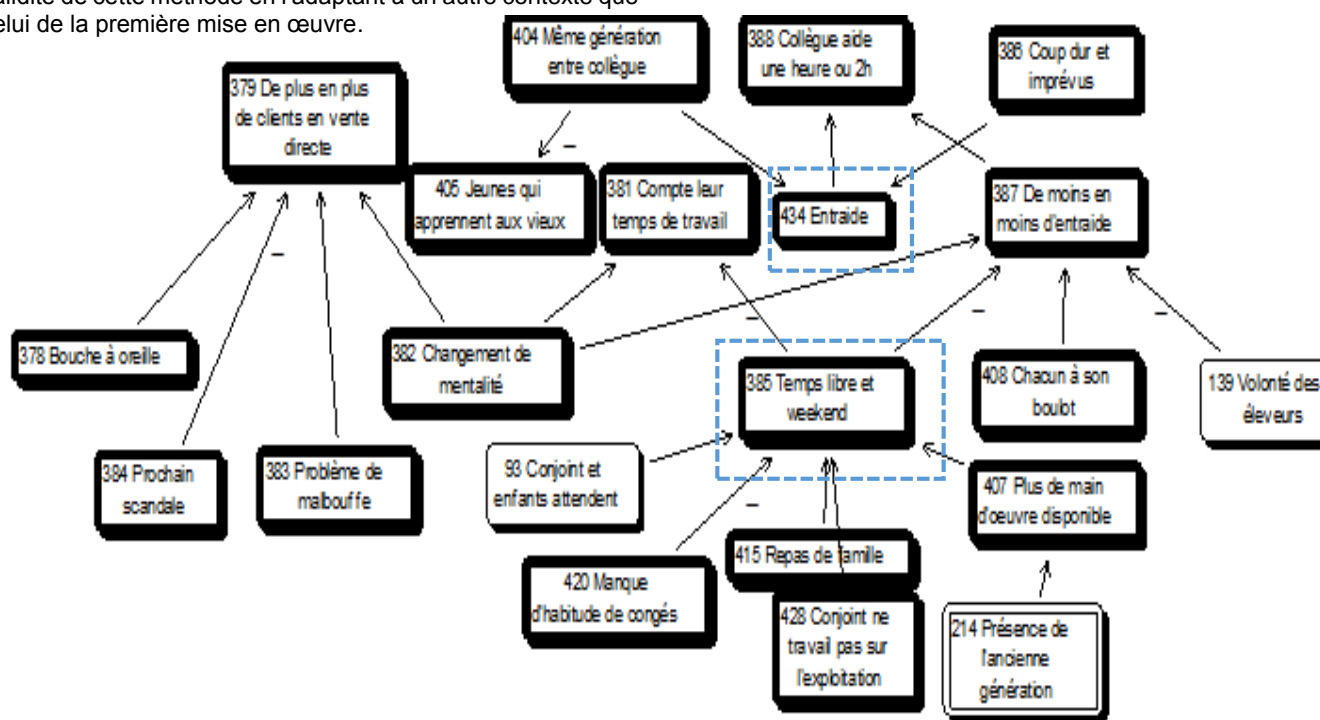 alidité de cette méthode en l'adaptant à un autre contexte que
elui de la première mise en œuvre.
404 Même génération
entre collègue
388 Collègue aide
une heure ou 2h
386 Coup dur et
imprévus
379 De plus en plus
de clients en vente
directe
405 Jeunes qui
apprennent aux vieux
381 Compte leur
temps de travail
434 Entraide
387 De moins en
moins d'entraide
378 Bouche à oreille
382 Changement de
mentalité
385 Temps libre et
weekend
408 Chacun à son
boulot
139 Volonté des
éleveurs
384 Prochain
scandale
383 Problème de
malbouffe
93 Conjoint et
enfants attendent
407 Plus de main
d'oeuvre disponible
420 Manque
d'habitude de congés
415 Repas de famille
428 Conjoint ne
travail pas sur
l'exploitation
214 Présence de
l'ancienne
génération